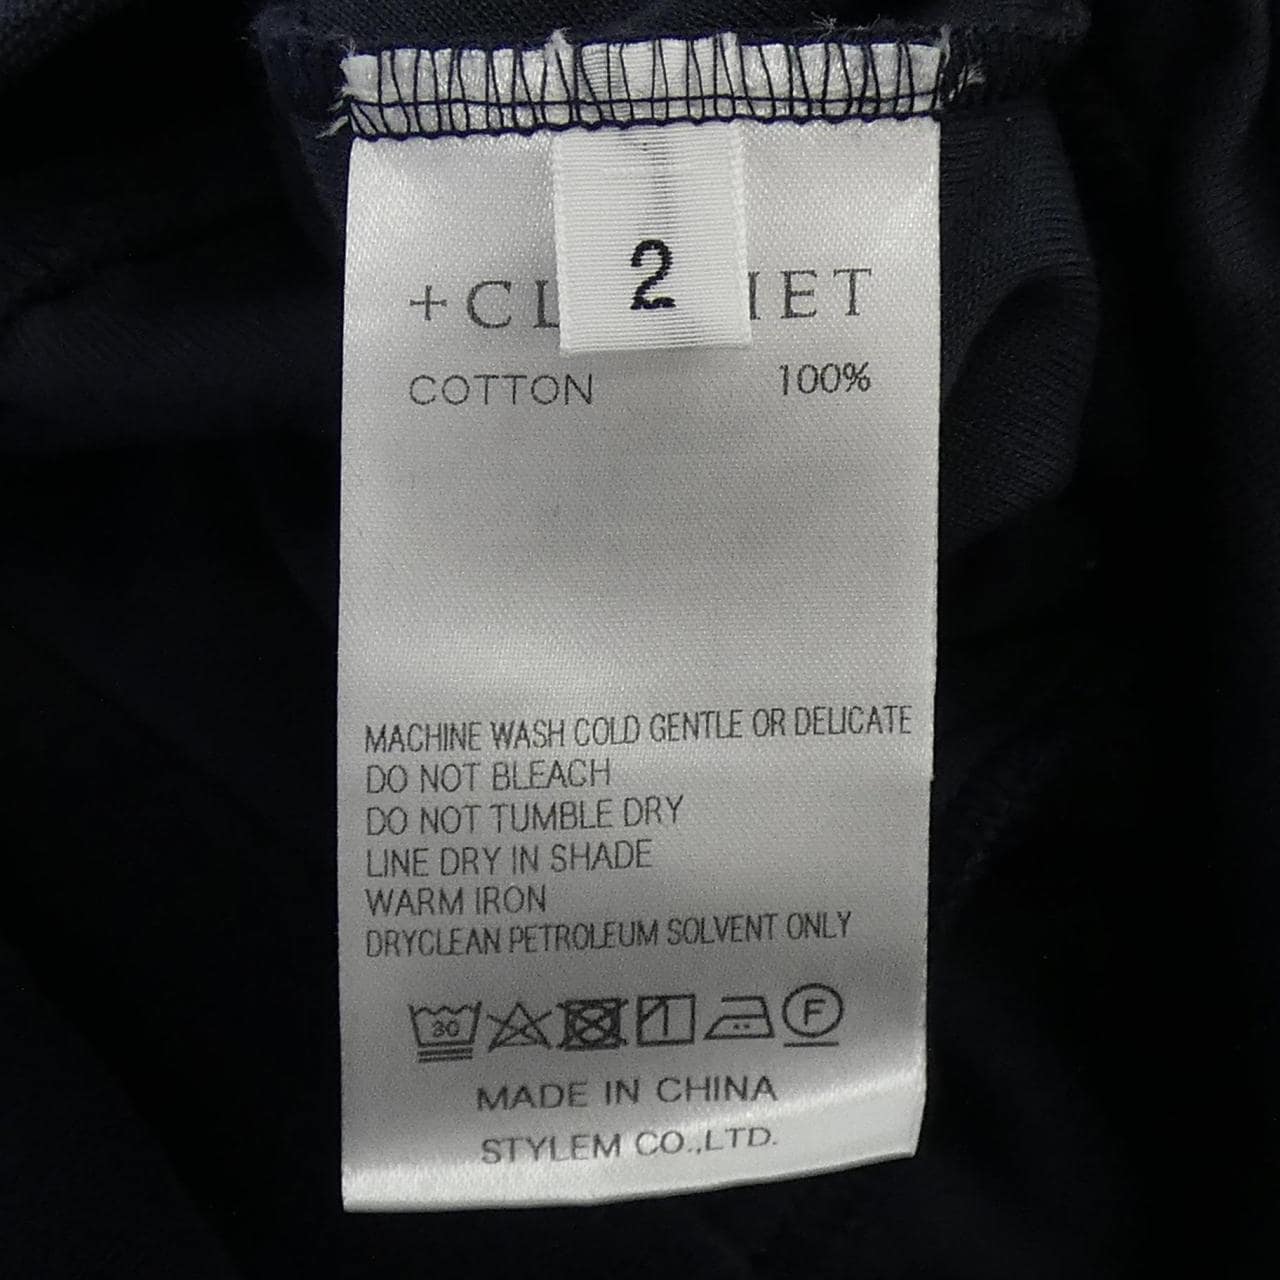 2
+CL IET
COTTON 100%
MACHINE WASH COLD GENTLE OR DELICATE
DO NOT BLEACH
DO NOT TUMBLE DRY
LINE DRY IN SHADE
WARM IRON
DRYCLEAN PETROLEUM SOLVENT ONLY
30 F
MADE IN CHINA
STYLEM CO.,LTD.